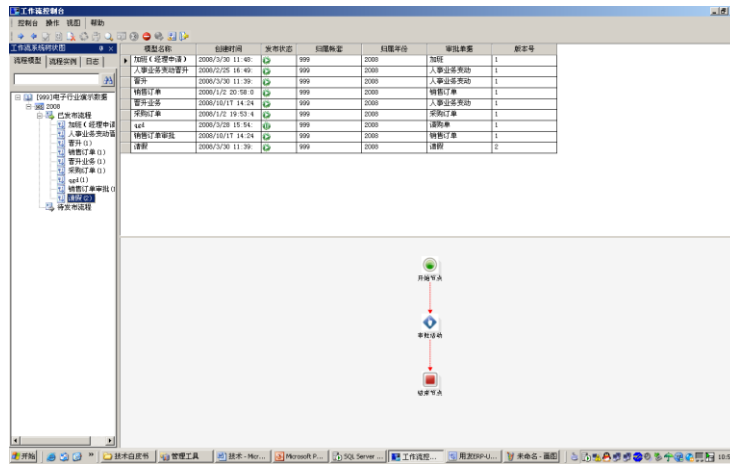 工作流控制台
控制台 操作 视图 帮助
工作流系统树状图
流程模型 流程实例 日志
[999]电子行业演示数据
2008
已发布流程
加班(经理申请
人事业务变动晋
晋升(1)
销售订单(1)
晋升业务(1)
采购订单(1)
qgd(1)
销售订单审批(1
请假(2)
待发布流程
模型名称 创建时间 发布状态 归属帐套 归属年份 审批单据 版本号
加班(经理申请) 2008/3/30 11:48: 999 2008 加班 1
人事业务变动晋升 2008/2/25 16:49: 999 2008 人事业务变动 1
晋升 2008/3/30 11:39: 999 2008 人事业务变动 1
销售订单 2008/1/2 20:58:0 999 2008 销售订单 1
晋升业务 2008/10/17 14:24 999 2008 人事业务变动 1
采购订单 2008/1/2 19:53:4 999 2008 采购订单 1
qgd 2008/3/28 15:54: 999 2008 请购单 1
销售订单审批 2008/10/17 14:24 999 2008 销售订单 1
请假 2008/3/30 11:39: 999 2008 请假 2
开始节点
审批活动
结束节点
开始 技术白皮书 管理工具 技术 - Micr... Microsoft P... SQL Server ... 工作流控... 用友ERP-U... 未命名 - 画图 10:5